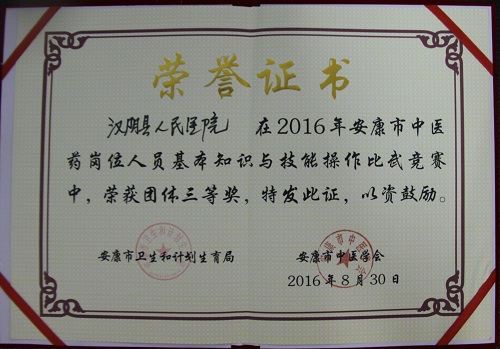 荣誉证书
汉阴县人民医院 在2016年安康市中医
药岗位人员基本知识与技能操作比武竞赛
中，荣获团体三等奖，特发此证，以资鼓励。
安康市卫生和计划生育局 安康市中医学会
2016年8月30日